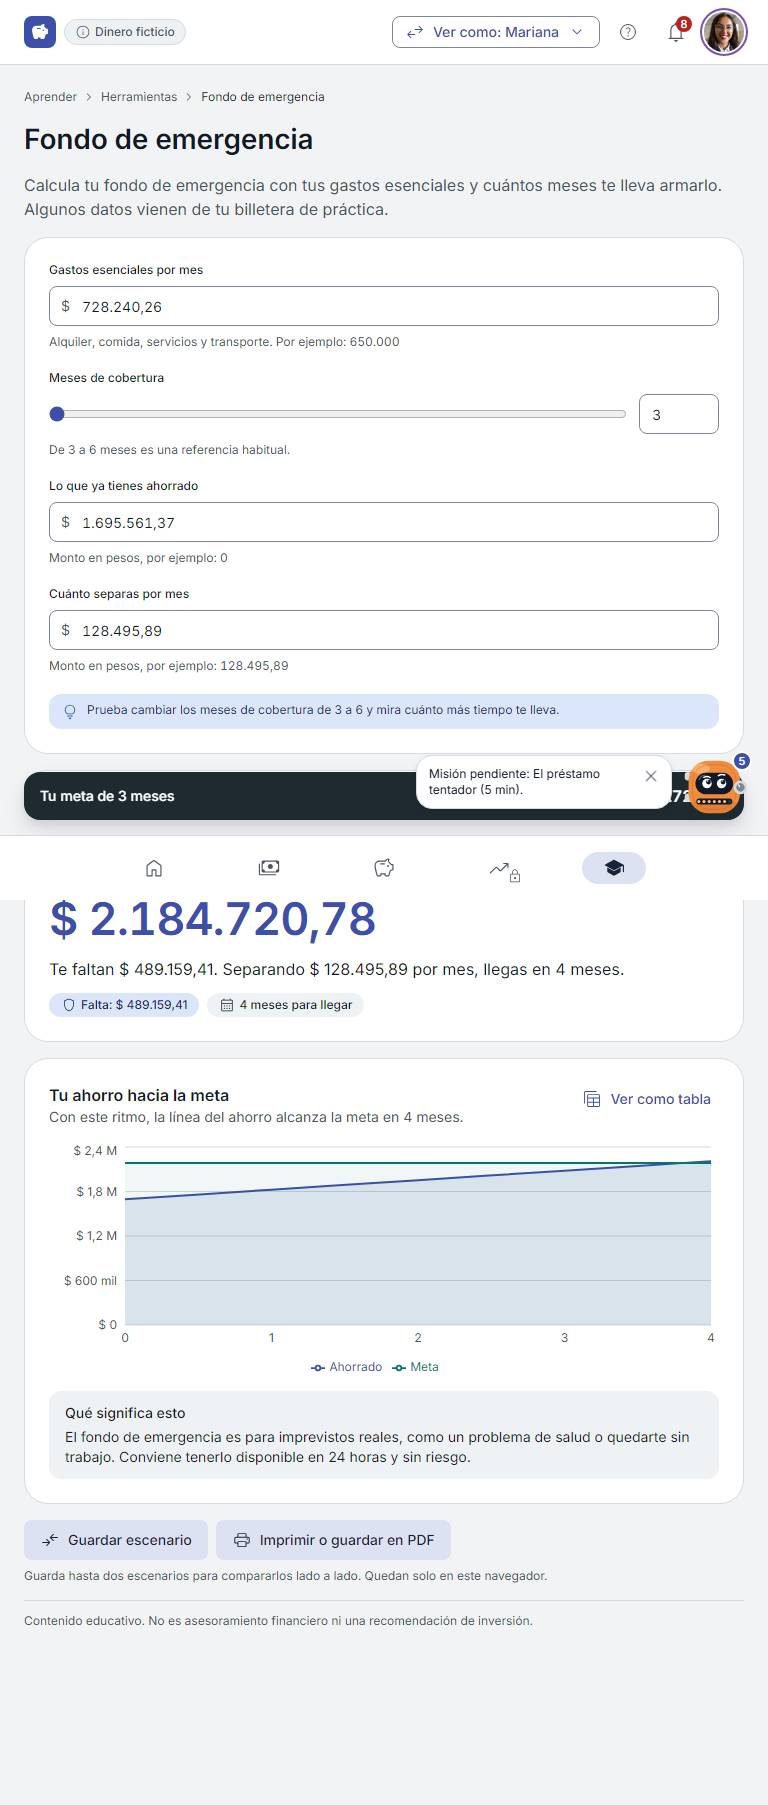 Dinero ficticio
Ver como: Mariana
8
Aprender
Herramientas
Fondo de emergencia
Fondo de emergencia
Calcula tu fondo de emergencia con tus gastos esenciales y cuántos meses te lleva armarlo.
Algunos datos vienen de tu billetera de práctica.
Gastos esenciales por mes
$ 728.240,26
Alquiler, comida, servicios y transporte. Por ejemplo: 650.000
Meses de cobertura
3
De 3 a 6 meses es una referencia habitual.
Lo que ya tienes ahorrado
$ 1.695.561,37
Monto en pesos, por ejemplo: 0
Cuánto separas por mes
$ 128.495,89
Monto en pesos, por ejemplo: 128.495,89
Prueba cambiar los meses de cobertura de 3 a 6 y mira cuánto más tiempo te lleva.
Misión pendiente: El préstamo
tentador (5 min).
5
Tu meta de 3 meses
$ 2.184.720,78
Te faltan $ 489.159,41. Separando $ 128.495,89 por mes, llegas en 4 meses.
Falta: $ 489.159,41
4 meses para llegar
Tu ahorro hacia la meta
Ver como tabla
Con este ritmo, la línea del ahorro alcanza la meta en 4 meses.
$ 2,4 M
$ 1,8 M
$ 1,2 M
$ 600 mil
$ 0
0 1 2 3 4
Ahorrado Meta
Qué significa esto
El fondo de emergencia es para imprevistos reales, como un problema de salud o quedarte sin
trabajo. Conviene tenerlo disponible en 24 horas y sin riesgo.
Guardar escenario
Imprimir o guardar en PDF
Guarda hasta dos escenarios para compararlos lado a lado. Quedan solo en este navegador.
Contenido educativo. No es asesoramiento financiero ni una recomendación de inversión.